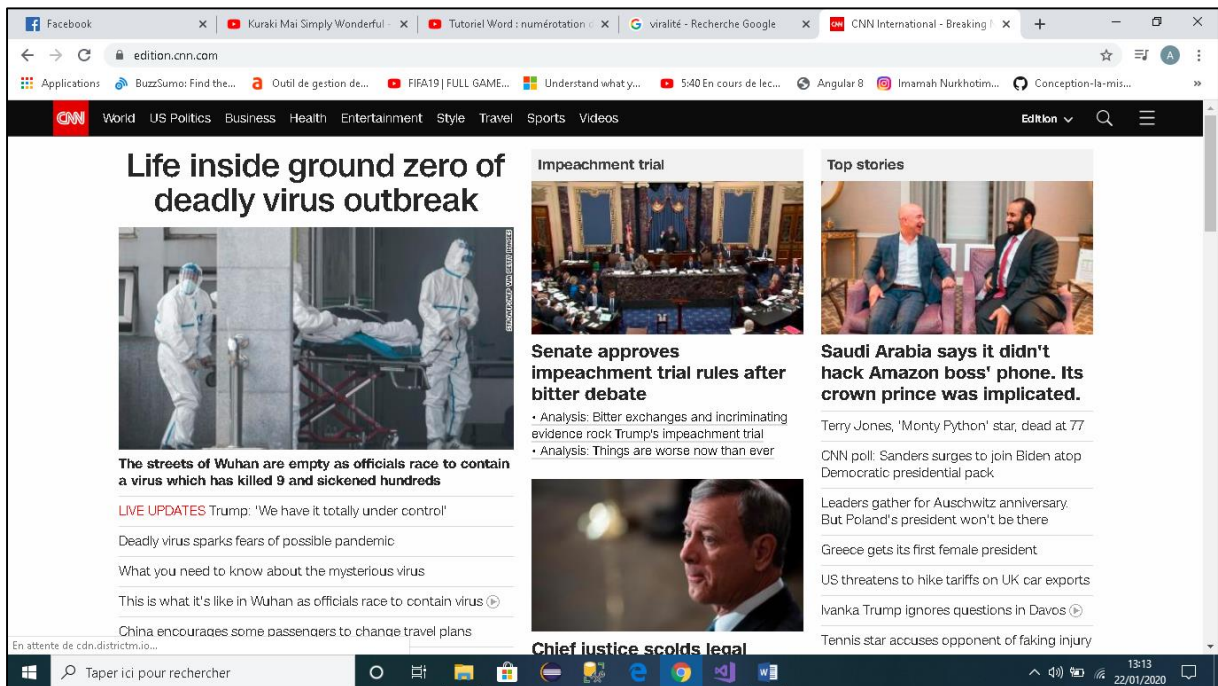 Facebook
Kuraki Mai Simply Wonderful -
Tutoriel Word : numérotation d
viralité - Recherche Google
CNN International - Breaking N
edition.cnn.com
A
Applications
BuzzSumo: Find the...
Outil de gestion de...
FIFA19 | FULL GAME...
Understand what y...
5:40 En cours de lec...
Angular 8
Imamah Nurkhotim...
Conception-la-mis...
CNN World US Politics Business Health Entertainment Style Travel Sports Videos
Edition
Life inside ground zero of
deadly virus outbreak
The streets of Wuhan are empty as officials race to contain
a virus which has killed 9 and sickened hundreds
LIVE UPDATES Trump: 'We have it totally under control'
Deadly virus sparks fears of possible pandemic
What you need to know about the mysterious virus
This is what it's like in Wuhan as officials race to contain virus
China encourages some passengers to change travel plans
Impeachment trial
Senate approves
impeachment trial rules after
bitter debate
• Analysis: Bitter exchanges and incriminating
evidence rock Trump's impeachment trial
• Analysis: Things are worse now than ever
Chief justice scolds legal
Top stories
Saudi Arabia says it didn't
hack Amazon boss' phone. Its
crown prince was implicated.
Terry Jones, 'Monty Python' star, dead at 77
CNN poll: Sanders surges to join Biden atop
Democratic presidential pack
Leaders gather for Auschwitz anniversary.
But Poland's president won't be there
Greece gets its first female president
US threatens to hike tariffs on UK car exports
Ivanka Trump ignores questions in Davos
Tennis star accuses opponent of faking injury
En attente de cdn.districtm.io...
Taper ici pour rechercher
13:13
22/01/2020